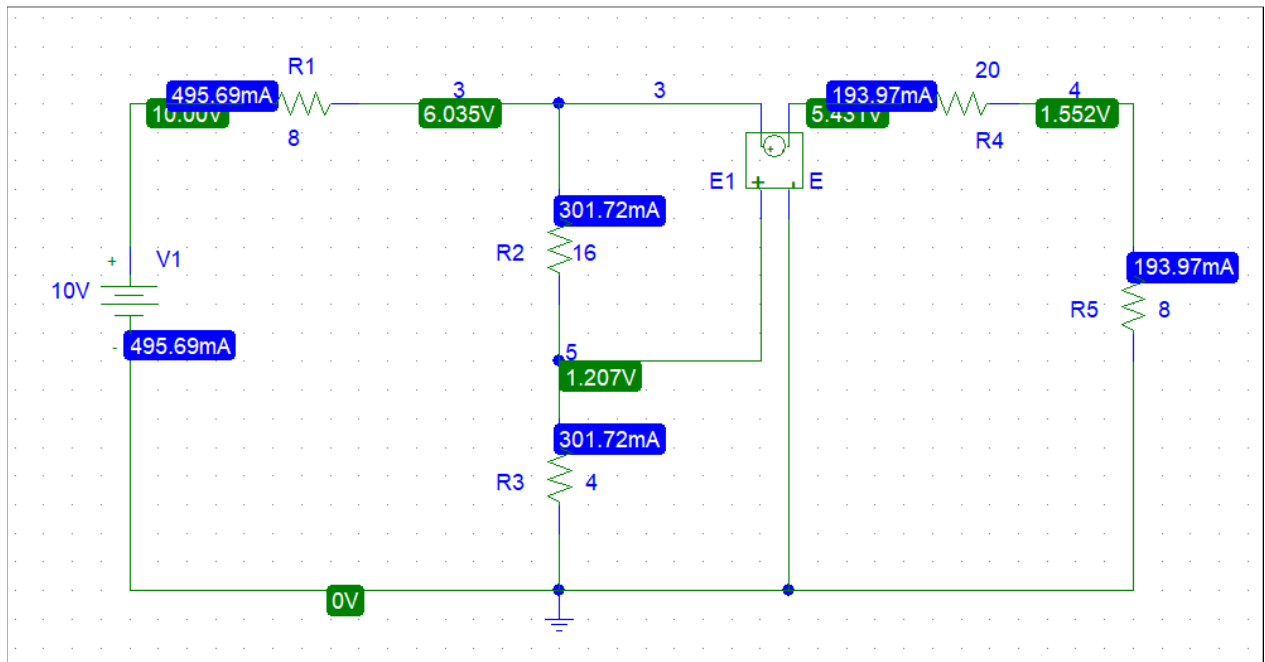 R1
20
495.69mA
3
3
193.97mA
4
10.00V
6.035V
5.431V
1.552V
8
R4
E1
+
-
E
301.72mA
R2
16
+
V1
193.97mA
10V
R5
8
-
495.69mA
5
1.207V
301.72mA
R3
4
0V